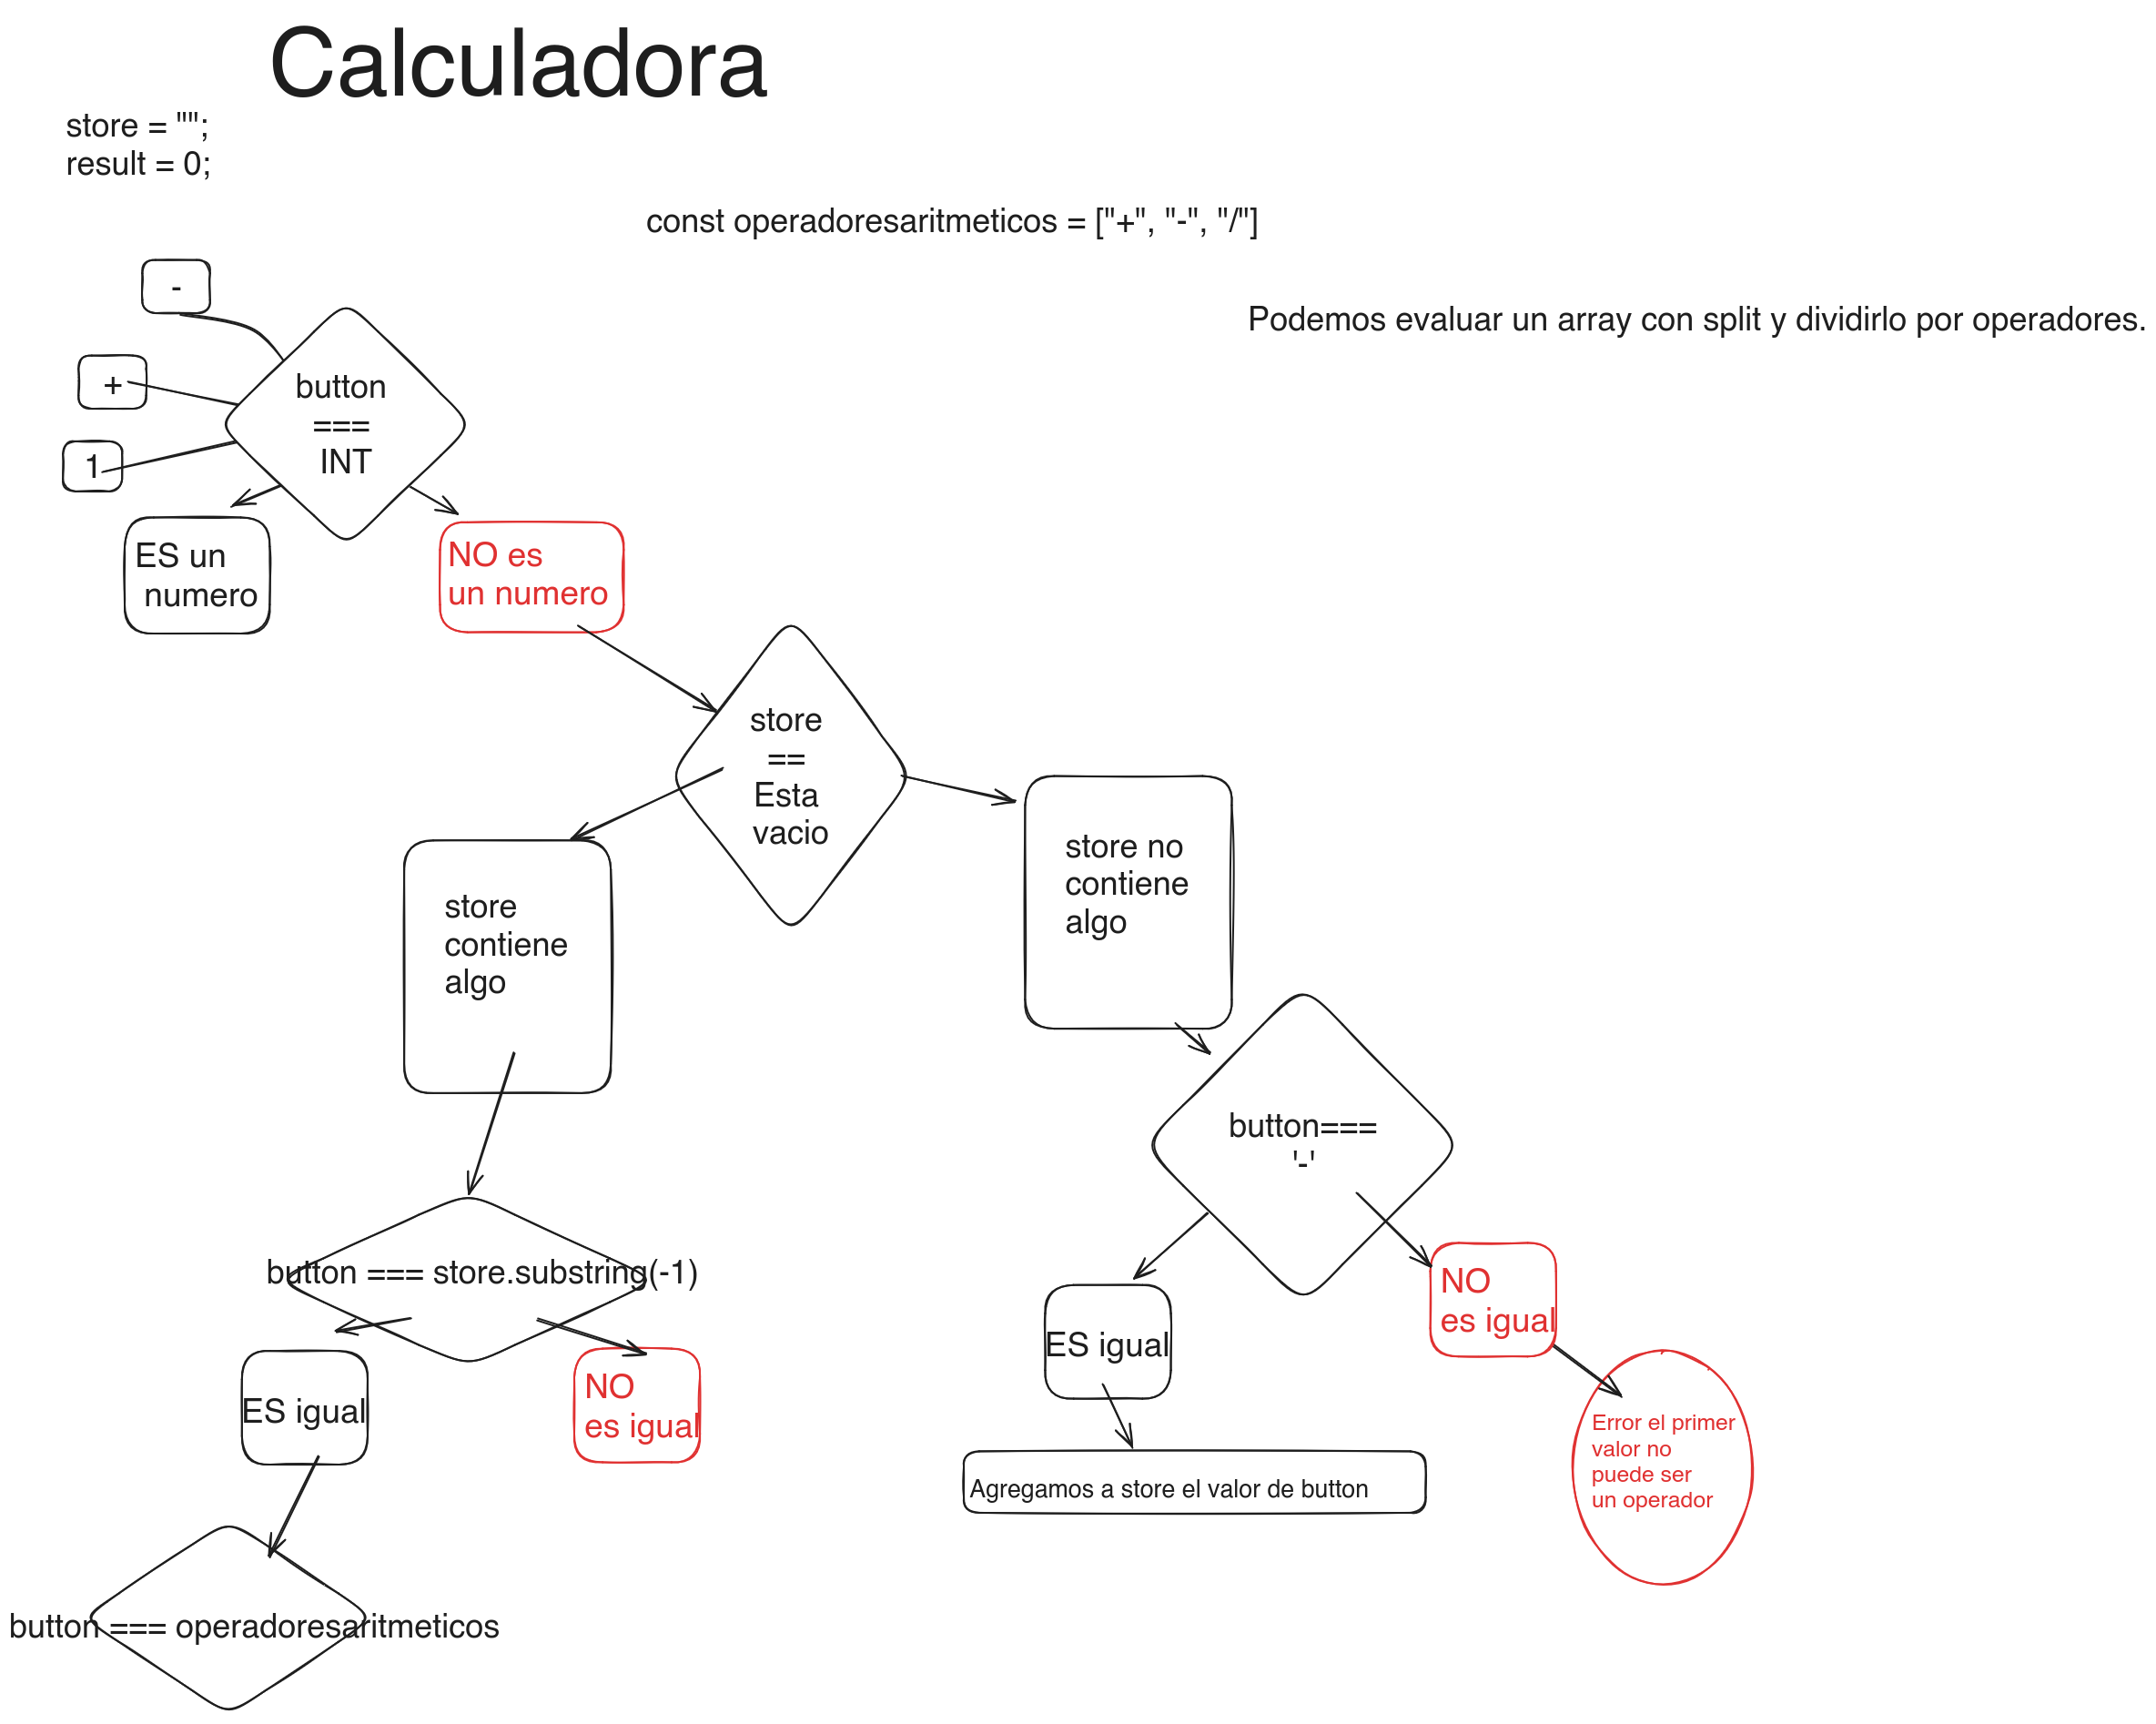 Calculadora
store = "";
result = 0;
const operadoresaritmeticos = ["+", "-", "/"]
-
Podemos evaluar un array con split y dividirlo por operadores.
+
1
button
===
INT
ES un
numero
NO es
un numero
store
==
Esta
vacio
store
contiene
algo
store no
contiene
algo
button===
'-'
button === store.substring(-1)
ES igual
NO
es igual
ES igual
NO
es igual
Agregamos a store el valor de button
Error el primer
valor no
puede ser
un operador
button === operadoresaritmeticos